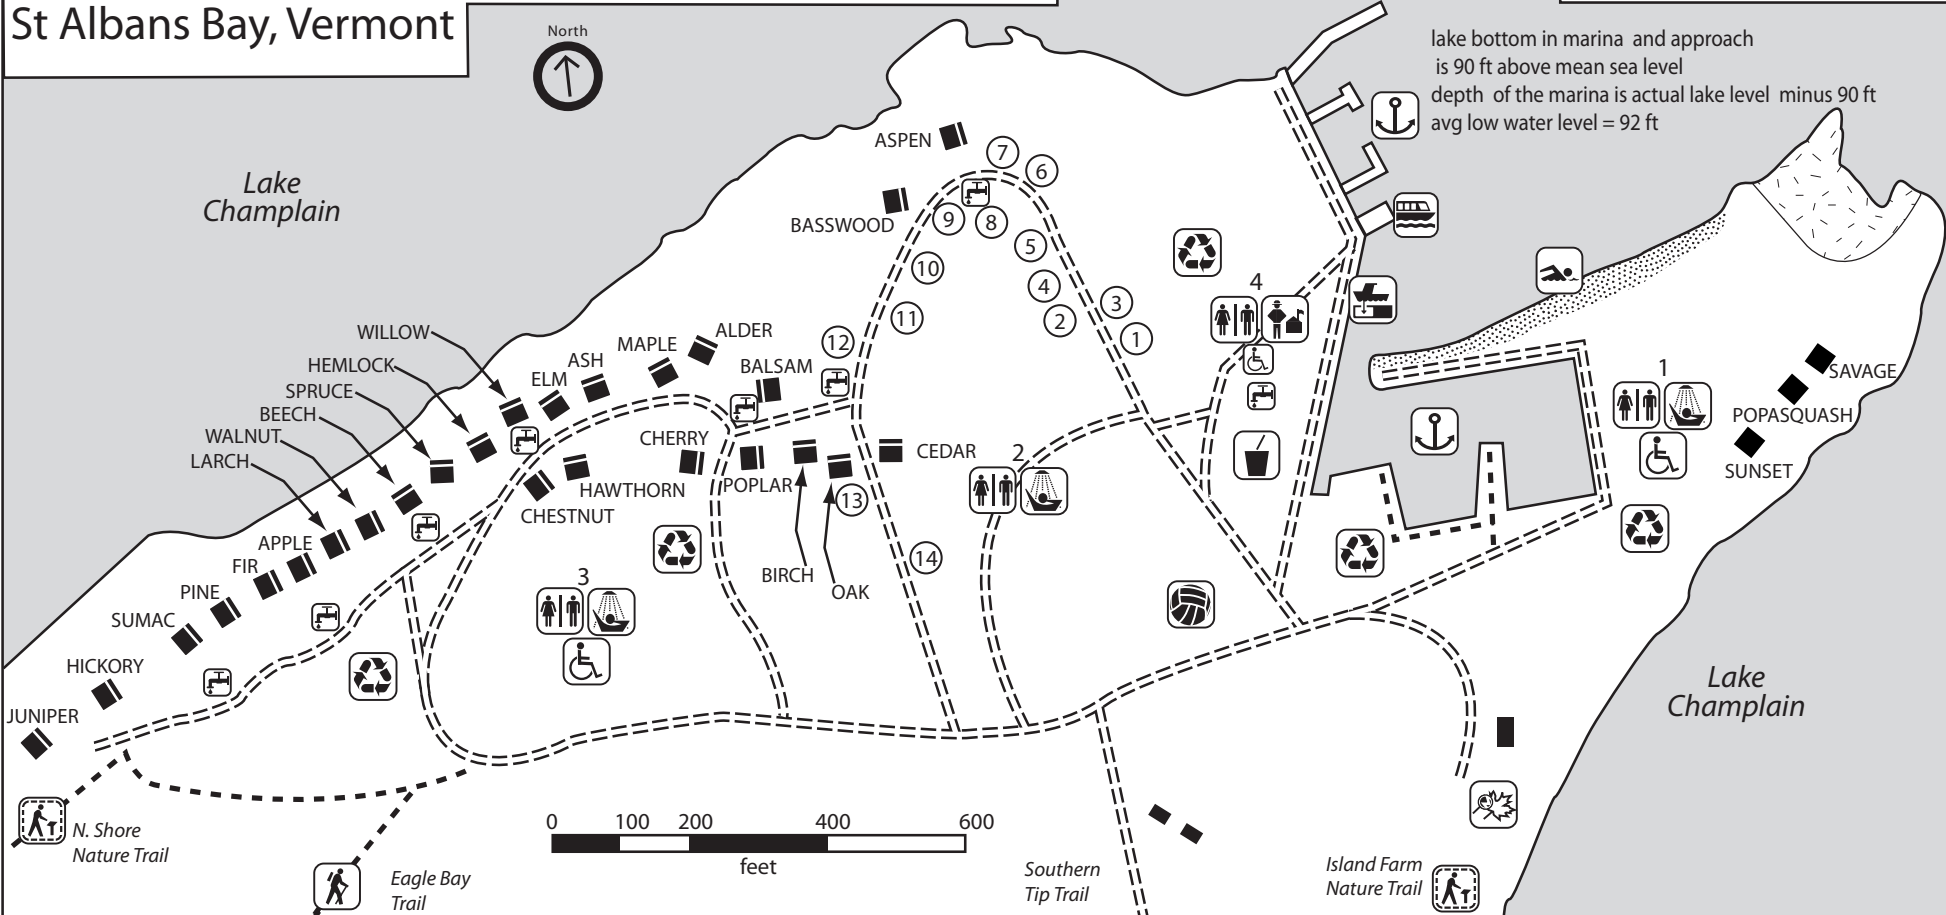 St Albans Bay, Vermont
North
lake bottom in marina and approach
is 90 ft above mean sea level
depth of the marina is actual lake level minus 90 ft
avg low water level = 92 ft
Lake
Champlain
ASPEN
BASSWOOD
7
6
9
8
5
10
4
3
11
2
1
12
4
WILLOW
HEMLOCK
SPRUCE
BEECH
WALNUT
LARCH
ALDER
MAPLE
ASH
ELM
BALSAM
CHERRY
CEDAR
HAWTHORN
POPLAR
CHESTNUT
13
2
1
SAVAGE
POPASQUASH
SUNSET
APPLE
FIR
PINE
SUMAC
HICKORY
JUNIPER
BIRCH
OAK
14
3
Lake
Champlain
N. Shore
Nature Trail
Eagle Bay
Trail
0 100 200 400 600
feet
Southern
Tip Trail
Island Farm
Nature Trail